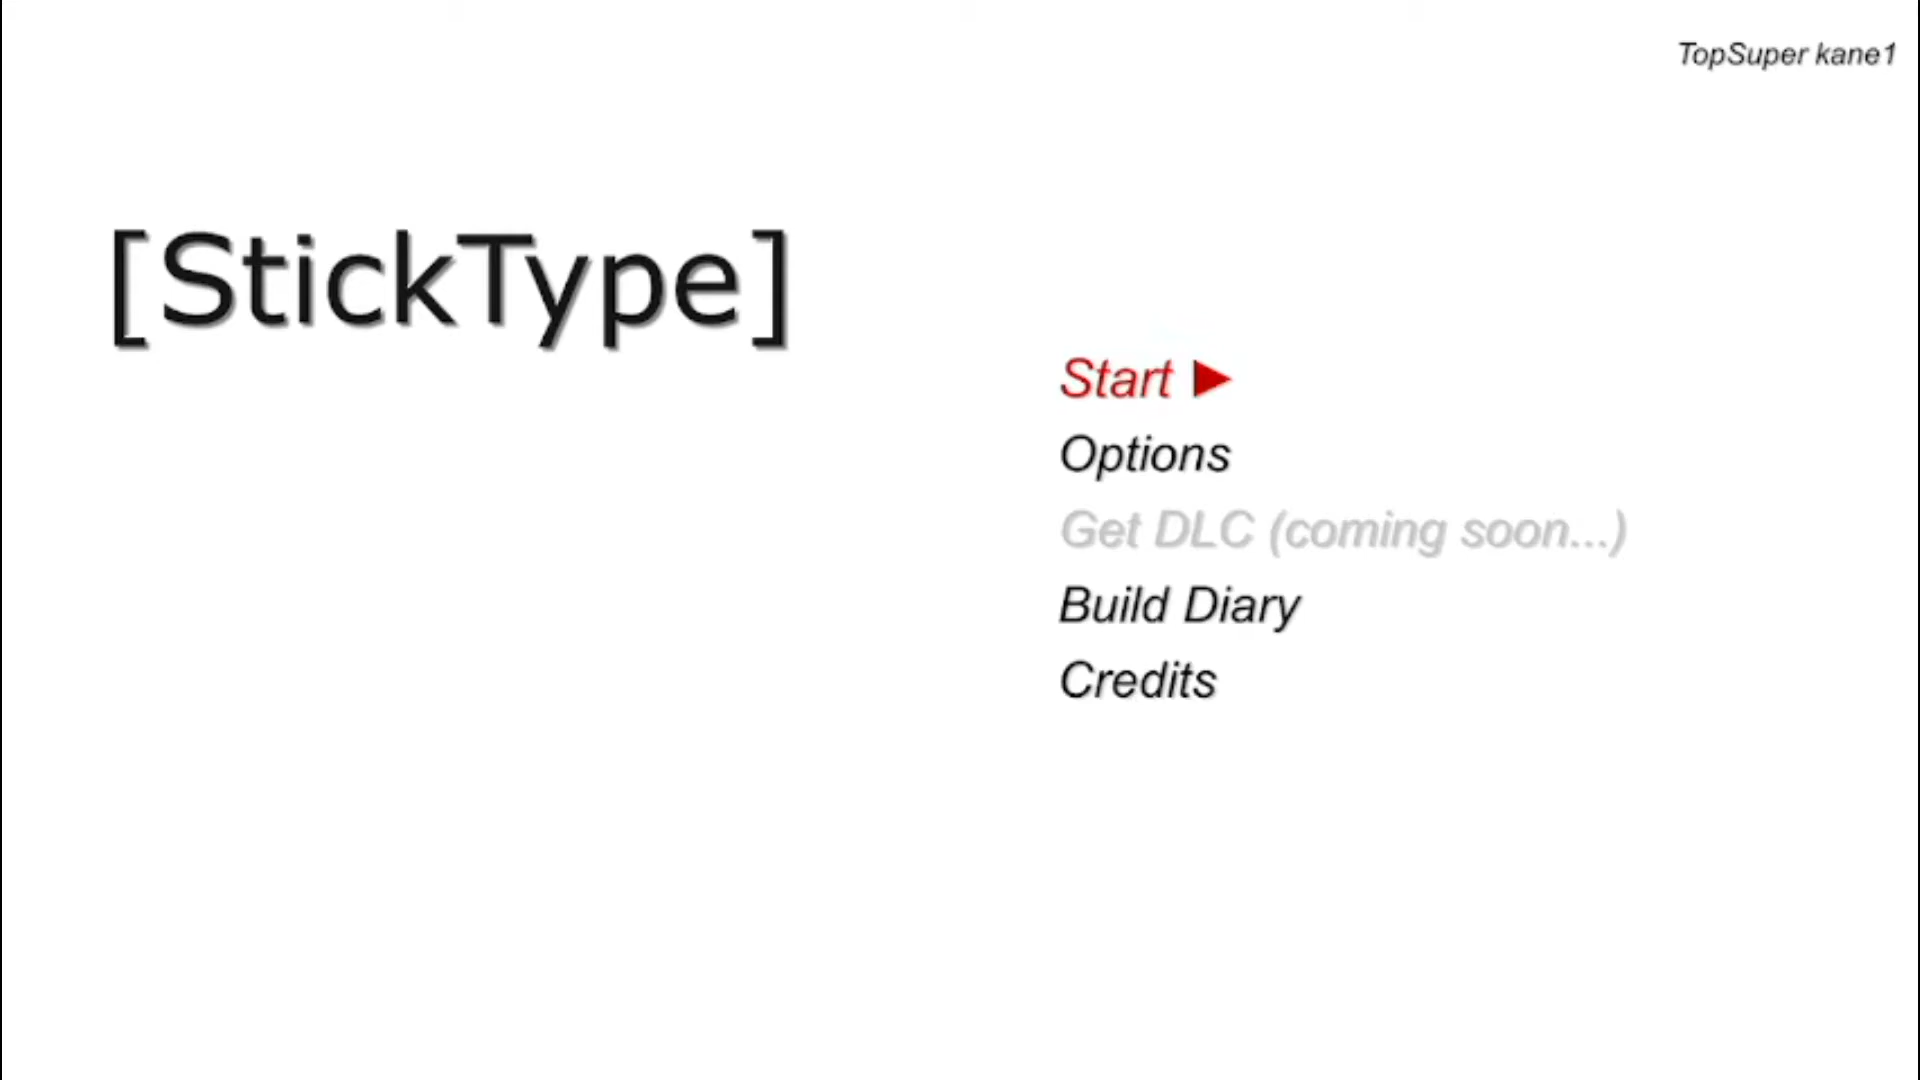 TopSuper kane1
[StickType]
Start ►
Options
Get DLC (coming soon...)
Build Diary
Credits